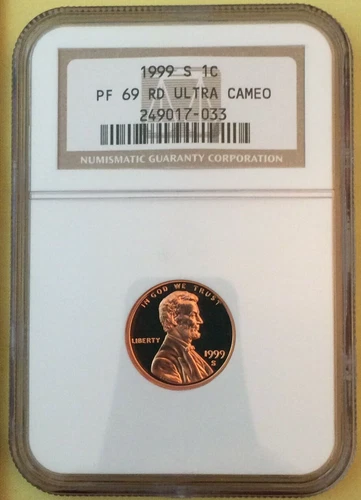 1999 S 1C
PF 69 RD ULTRA CAMEO
249017-033
NUMISMATIC GUARANTY CORPORATION
IN GOD WE TRUST
LIBERTY
1999
S